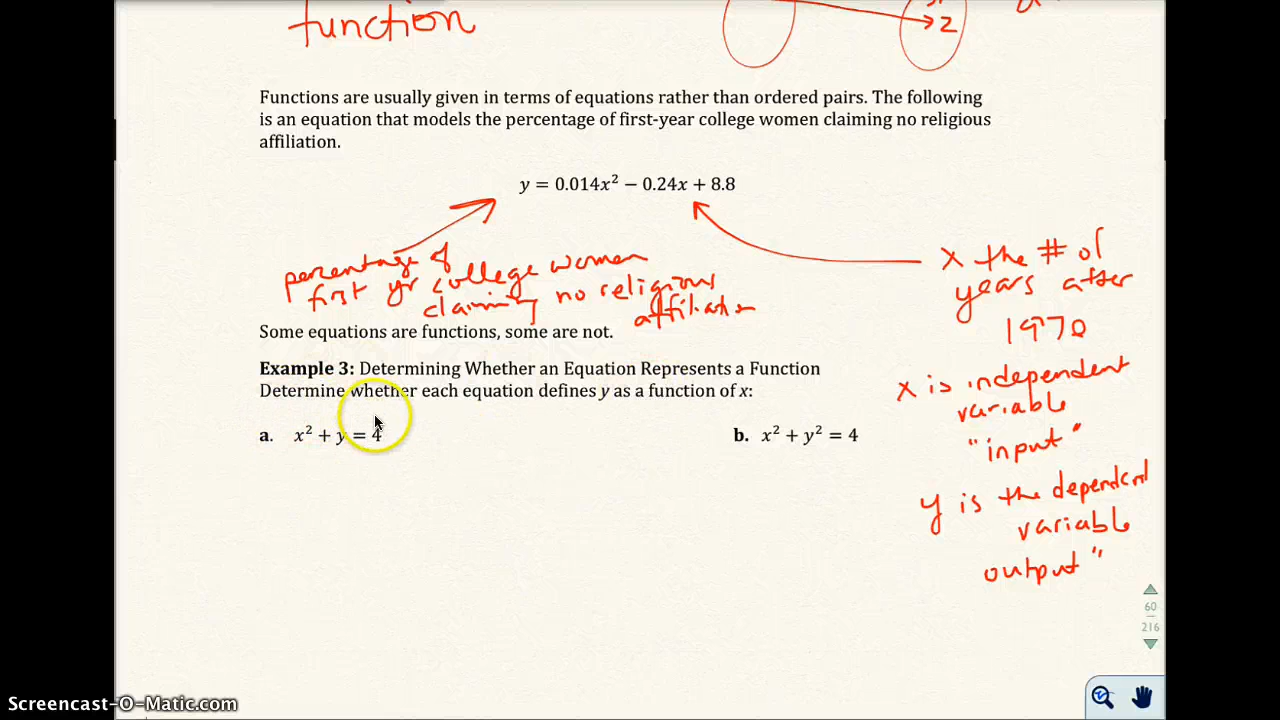 function
2
Functions are usually given in terms of equations rather than ordered pairs. The following
is an equation that models the percentage of first-year college women claiming no religious
affiliation.
y = 0.014x² − 0.24x + 8.8
percentage of
first yr college women
claiming no religious
affiliation
x the # of
years after
1970
Some equations are functions, some are not.
Example 3: Determining Whether an Equation Represents a Function
Determine whether each equation defines y as a function of x:
a. x² + y = 4
b. x² + y² = 4
x is independent
variable
"input"
y is the dependent
variable
output"
60
216
Screencast-O-Matic.com